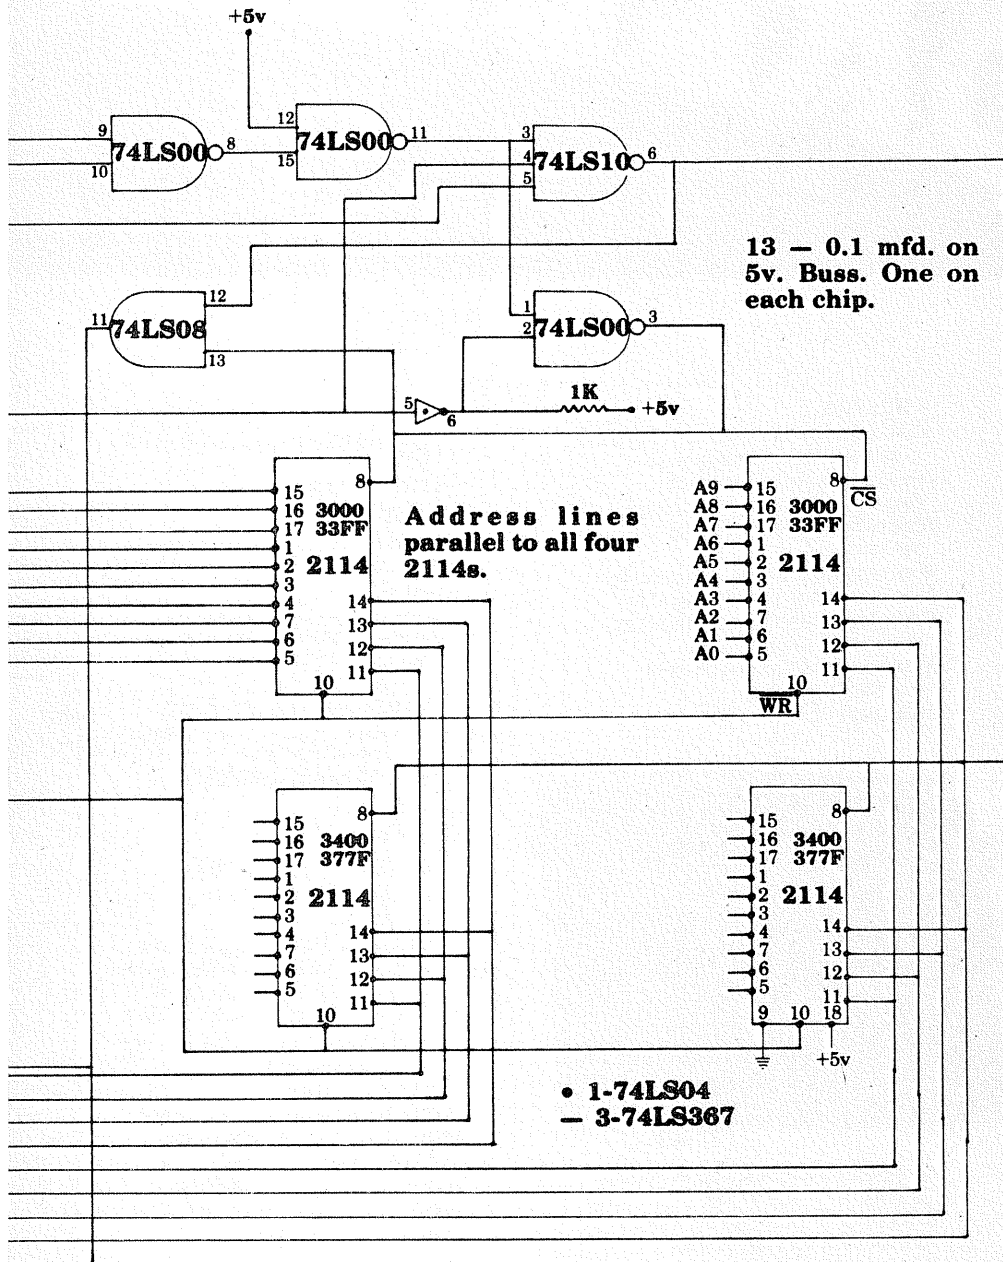 +5v
12
11
9
8
74LS00
74LS00
3
4
74LS10
6
10
15
5
13 — 0.1 mfd. on
5v. Buss. One on
each chip.
12
11
74LS08
13
1
2
74LS00
3
1K
5
6
+5v
8
15
16 3000
17 33FF
1
2 2114
3
4
7
6
5
14
13
12
11
10
Address lines
parallel to all four
2114s.
8
CS
A9 15
A8 16 3000
A7 17 33FF
A6 1
A5 2 2114
A4 3
A3 4
A2 7
A1 6
A0 5
14
13
12
11
10
WR
8
15
16 3400
17 377F
1
2 2114
3
4
7
6
5
14
13
12
11
10
8
15
16 3400
17 377F
1
2 2114
3
4
7
6
5
14
13
12
11
9 10 18
+5v
• 1-74LS04
— 3-74LS367